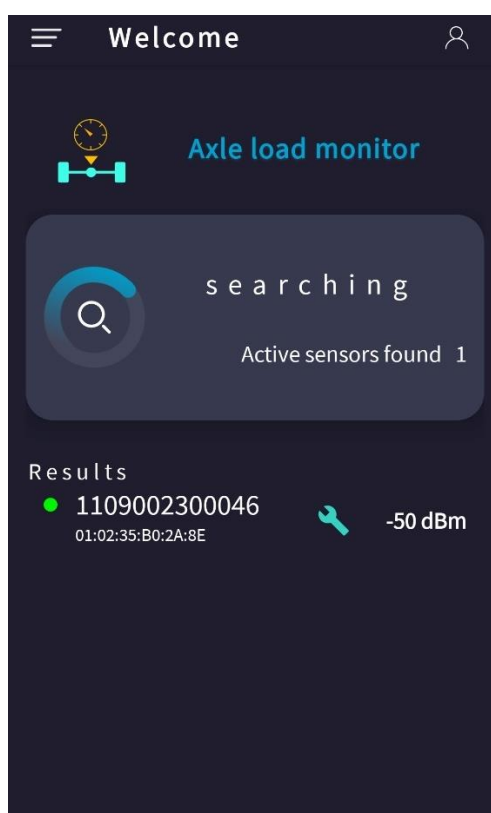 Welcome
Axle load monitor
searching
Active sensors found 1
Results
1109002300046
01:02:35:B0:2A:8E
-50 dBm